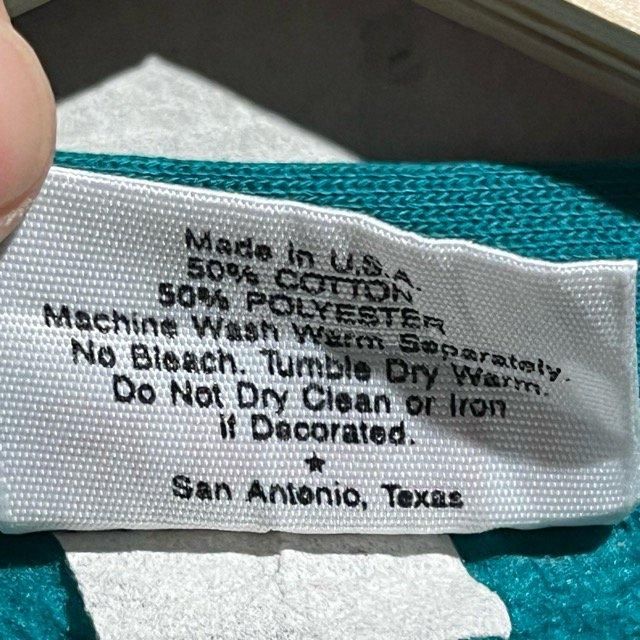 Made in U.S.A.
50% COTTON
50% POLYESTER
Machine Wash Warm Separately.
No Bleach. Tumble Dry Warm.
Do Not Dry Clean or Iron
if Decorated.
★
San Antonio, Texas